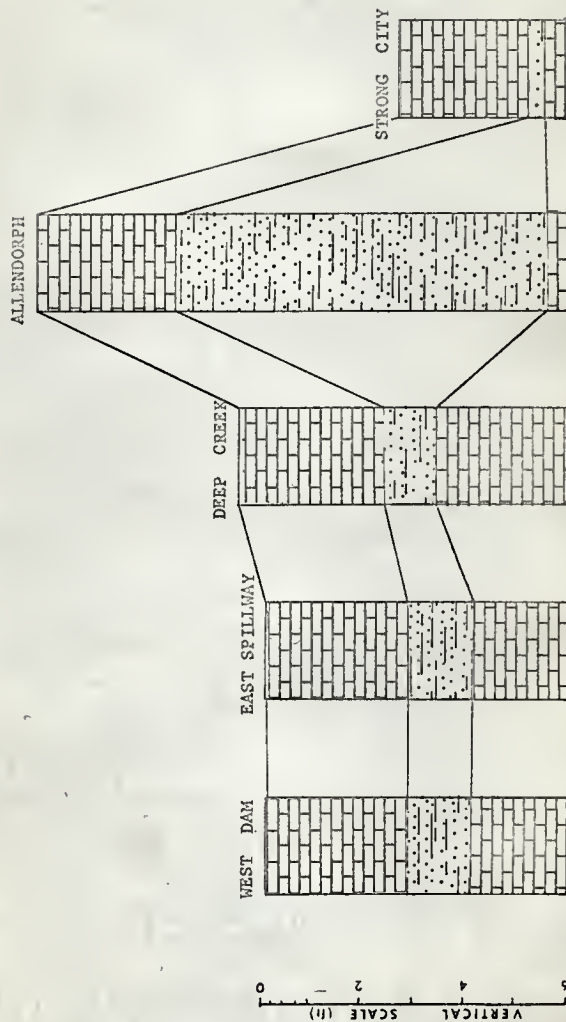 WEST DAM
EAST SPILLWAY
DEEP CREEK
ALLENDORPH
STRONG CITY
VERTICAL
SCALE (ft)
0
2
4
6